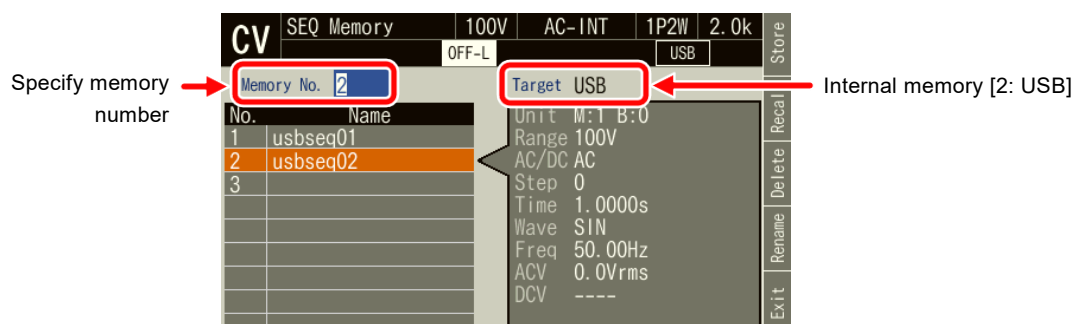 CV SEQ Memory 100V AC-INT 1P2W 2.0k
OFF-L USB
Memory No. 2
Target USB
No. Name
1 usbseq01
2 usbseq02
3
Unit M:1 B:0
Range 100V
AC/DC AC
Step 0
Time 1.0000s
Wave SIN
Freq 50.00Hz
ACV 0.0Vrms
DCV ----
Store
Recal
Delete
Rename
Exit
Specify memory
number
Internal memory [2: USB]